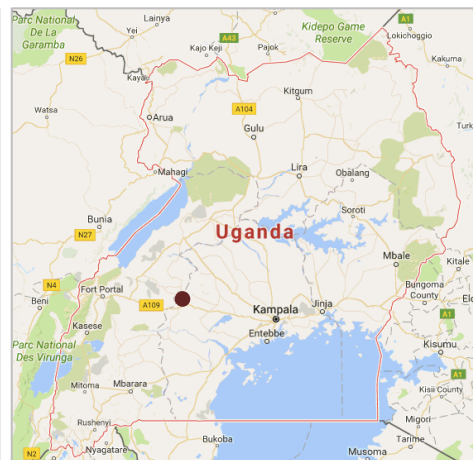 Parc National
De La
Garamba
Lainya
Yei
A43
Kajo Keji
Pajok
Kidepo Game
Reserve
A1
Lokichoggio
N26
Kaya
Kakuma
Watsa
Arua
A104
Kitgum
Gulu
Turk
Mahagi
Lira
Obalang
Bunia
Soroti
N27
Uganda
Mbale
Kitale
N4
Fort Portal
Beni
A109
Bungoma
County
Eld
Kampala
Jinja
A1
Kasese
Entebbe
Parc National
Des Virunga
Kisumu
A1
Mitoma
Mbarara
Kisii County
Rushenyi
Migori
N2
Nyagatare
Bukoba
Tarime
Musoma